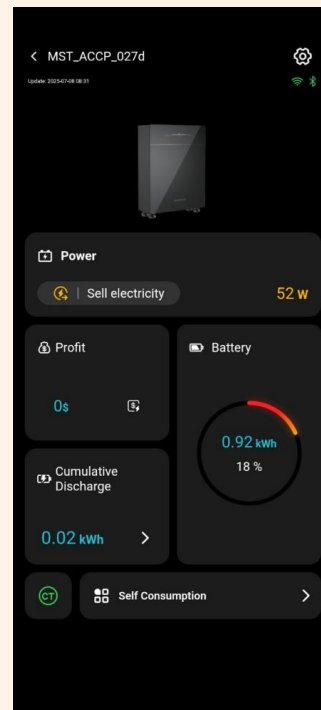 MST_ACCP_027d
Update: 2025-07-08 08:31
Power
Sell electricity
52 W
Profit
0$
Battery
0.92 kWh
18 %
Cumulative
Discharge
0.02 kWh
CT
Self Consumption